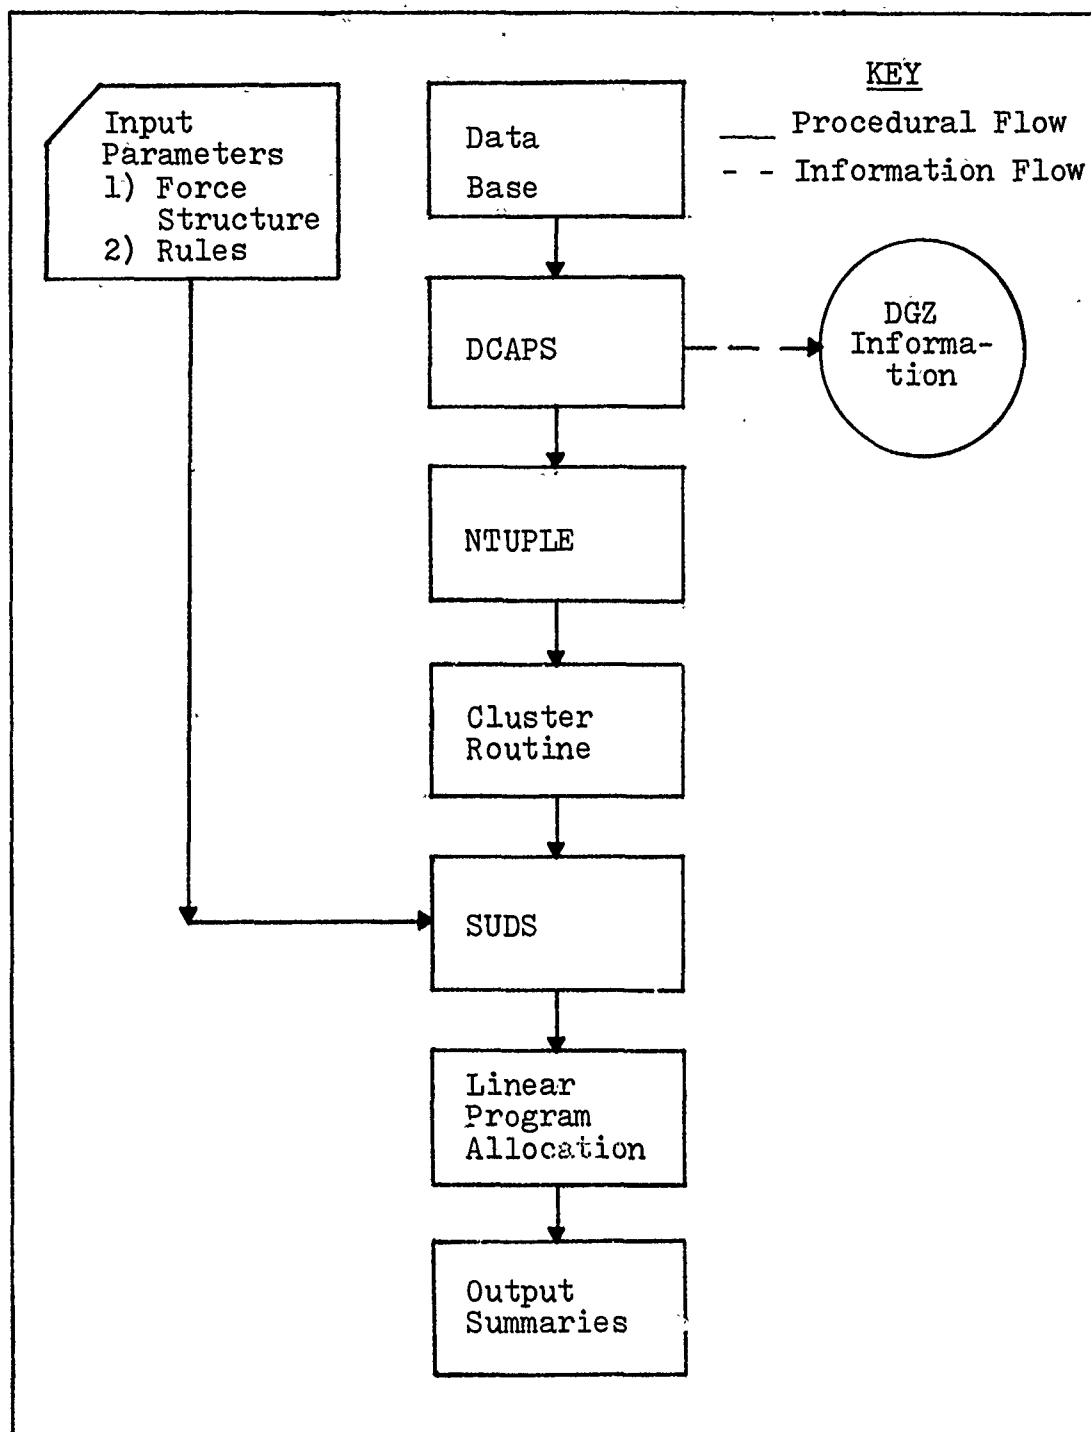 KEY
Procedural Flow
Information Flow
Input
Parameters
1) Force
Structure
2) Rules
Data
Base
DCAPS
DGZ
Informa-
tion
NTUPLE
Cluster
Routine
SUDS
Linear
Program
Allocation
Output
Summaries